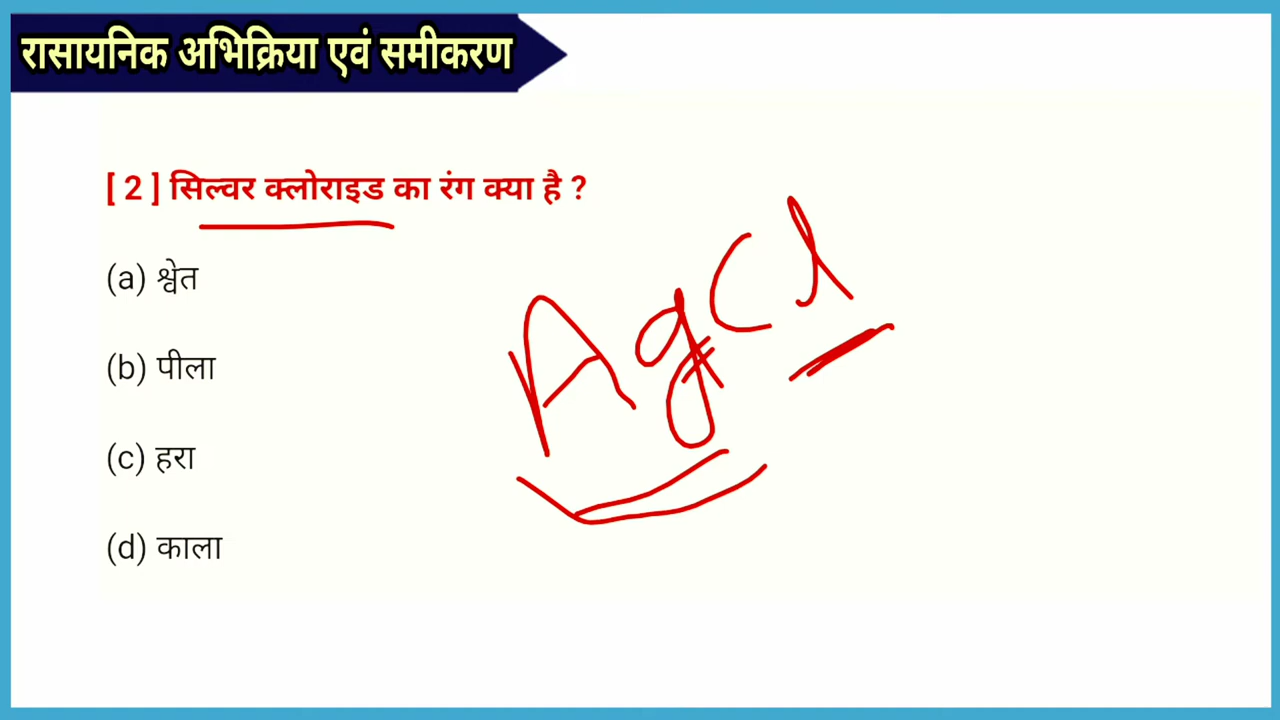 रासायनिक अभिक्रिया एवं समीकरण
[ 2 ] सिल्वर क्लोराइड का रंग क्या है ?
(a) श्वेत
(b) पीला
(c) हरा
(d) काला
AgCl